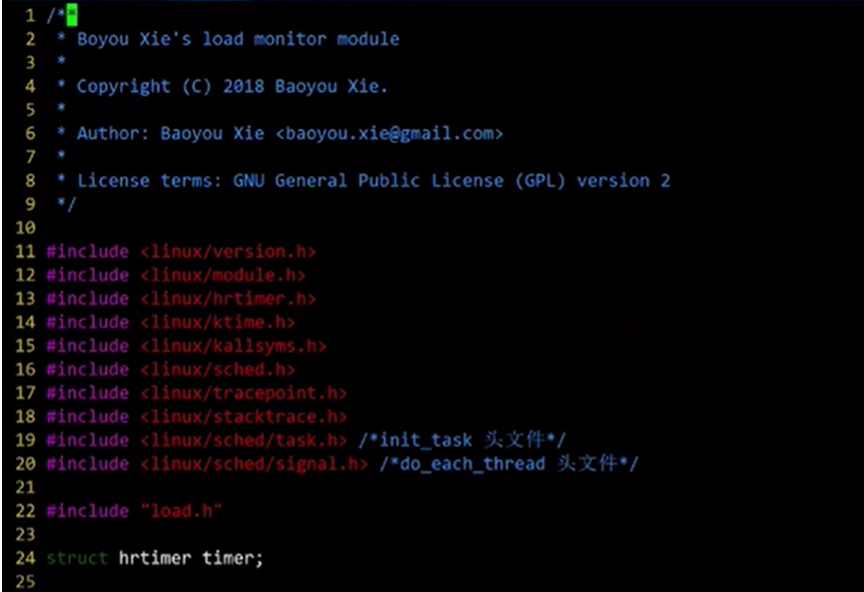 1 /**
2  * Boyou Xie's load monitor module
3  *
4  * Copyright (C) 2018 Baoyou Xie.
5  *
6  * Author: Baoyou Xie <baoyou.xie@gmail.com>
7  *
8  * License terms: GNU General Public License (GPL) version 2
9  */
10
11 #include <linux/version.h>
12 #include <linux/module.h>
13 #include <linux/hrtimer.h>
14 #include <linux/ktime.h>
15 #include <linux/kallsyms.h>
16 #include <linux/sched.h>
17 #include <linux/tracepoint.h>
18 #include <linux/stacktrace.h>
19 #include <linux/sched/task.h> /*init_task 头文件*/
20 #include <linux/sched/signal.h> /*do_each_thread 头文件*/
21
22 #include "load.h"
23
24 struct hrtimer timer;
25